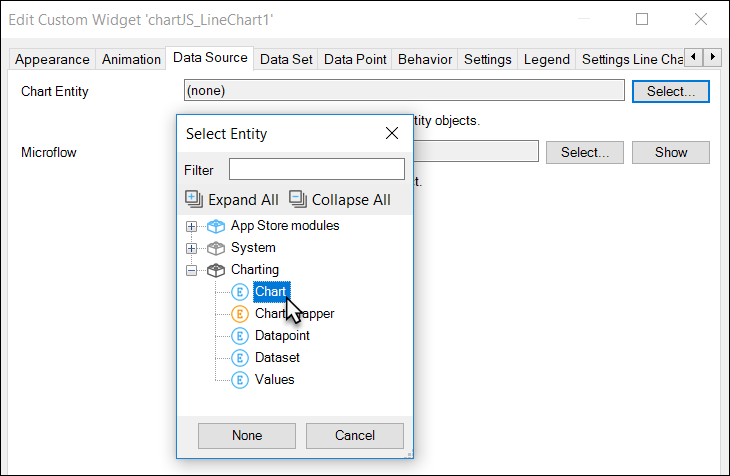 Edit Custom Widget 'chartJS_LineChart1'
Appearance Animation Data Source Data Set Data Point Behavior Settings Legend Settings Line Cha
Chart Entity (none) Select...
tity objects.
Select Entity
Microflow Select... Show
Filter
t.
Expand All Collapse All
App Store modules
System
Charting
E Chart
E Chart apper
E Datapoint
E Dataset
E Values
None Cancel